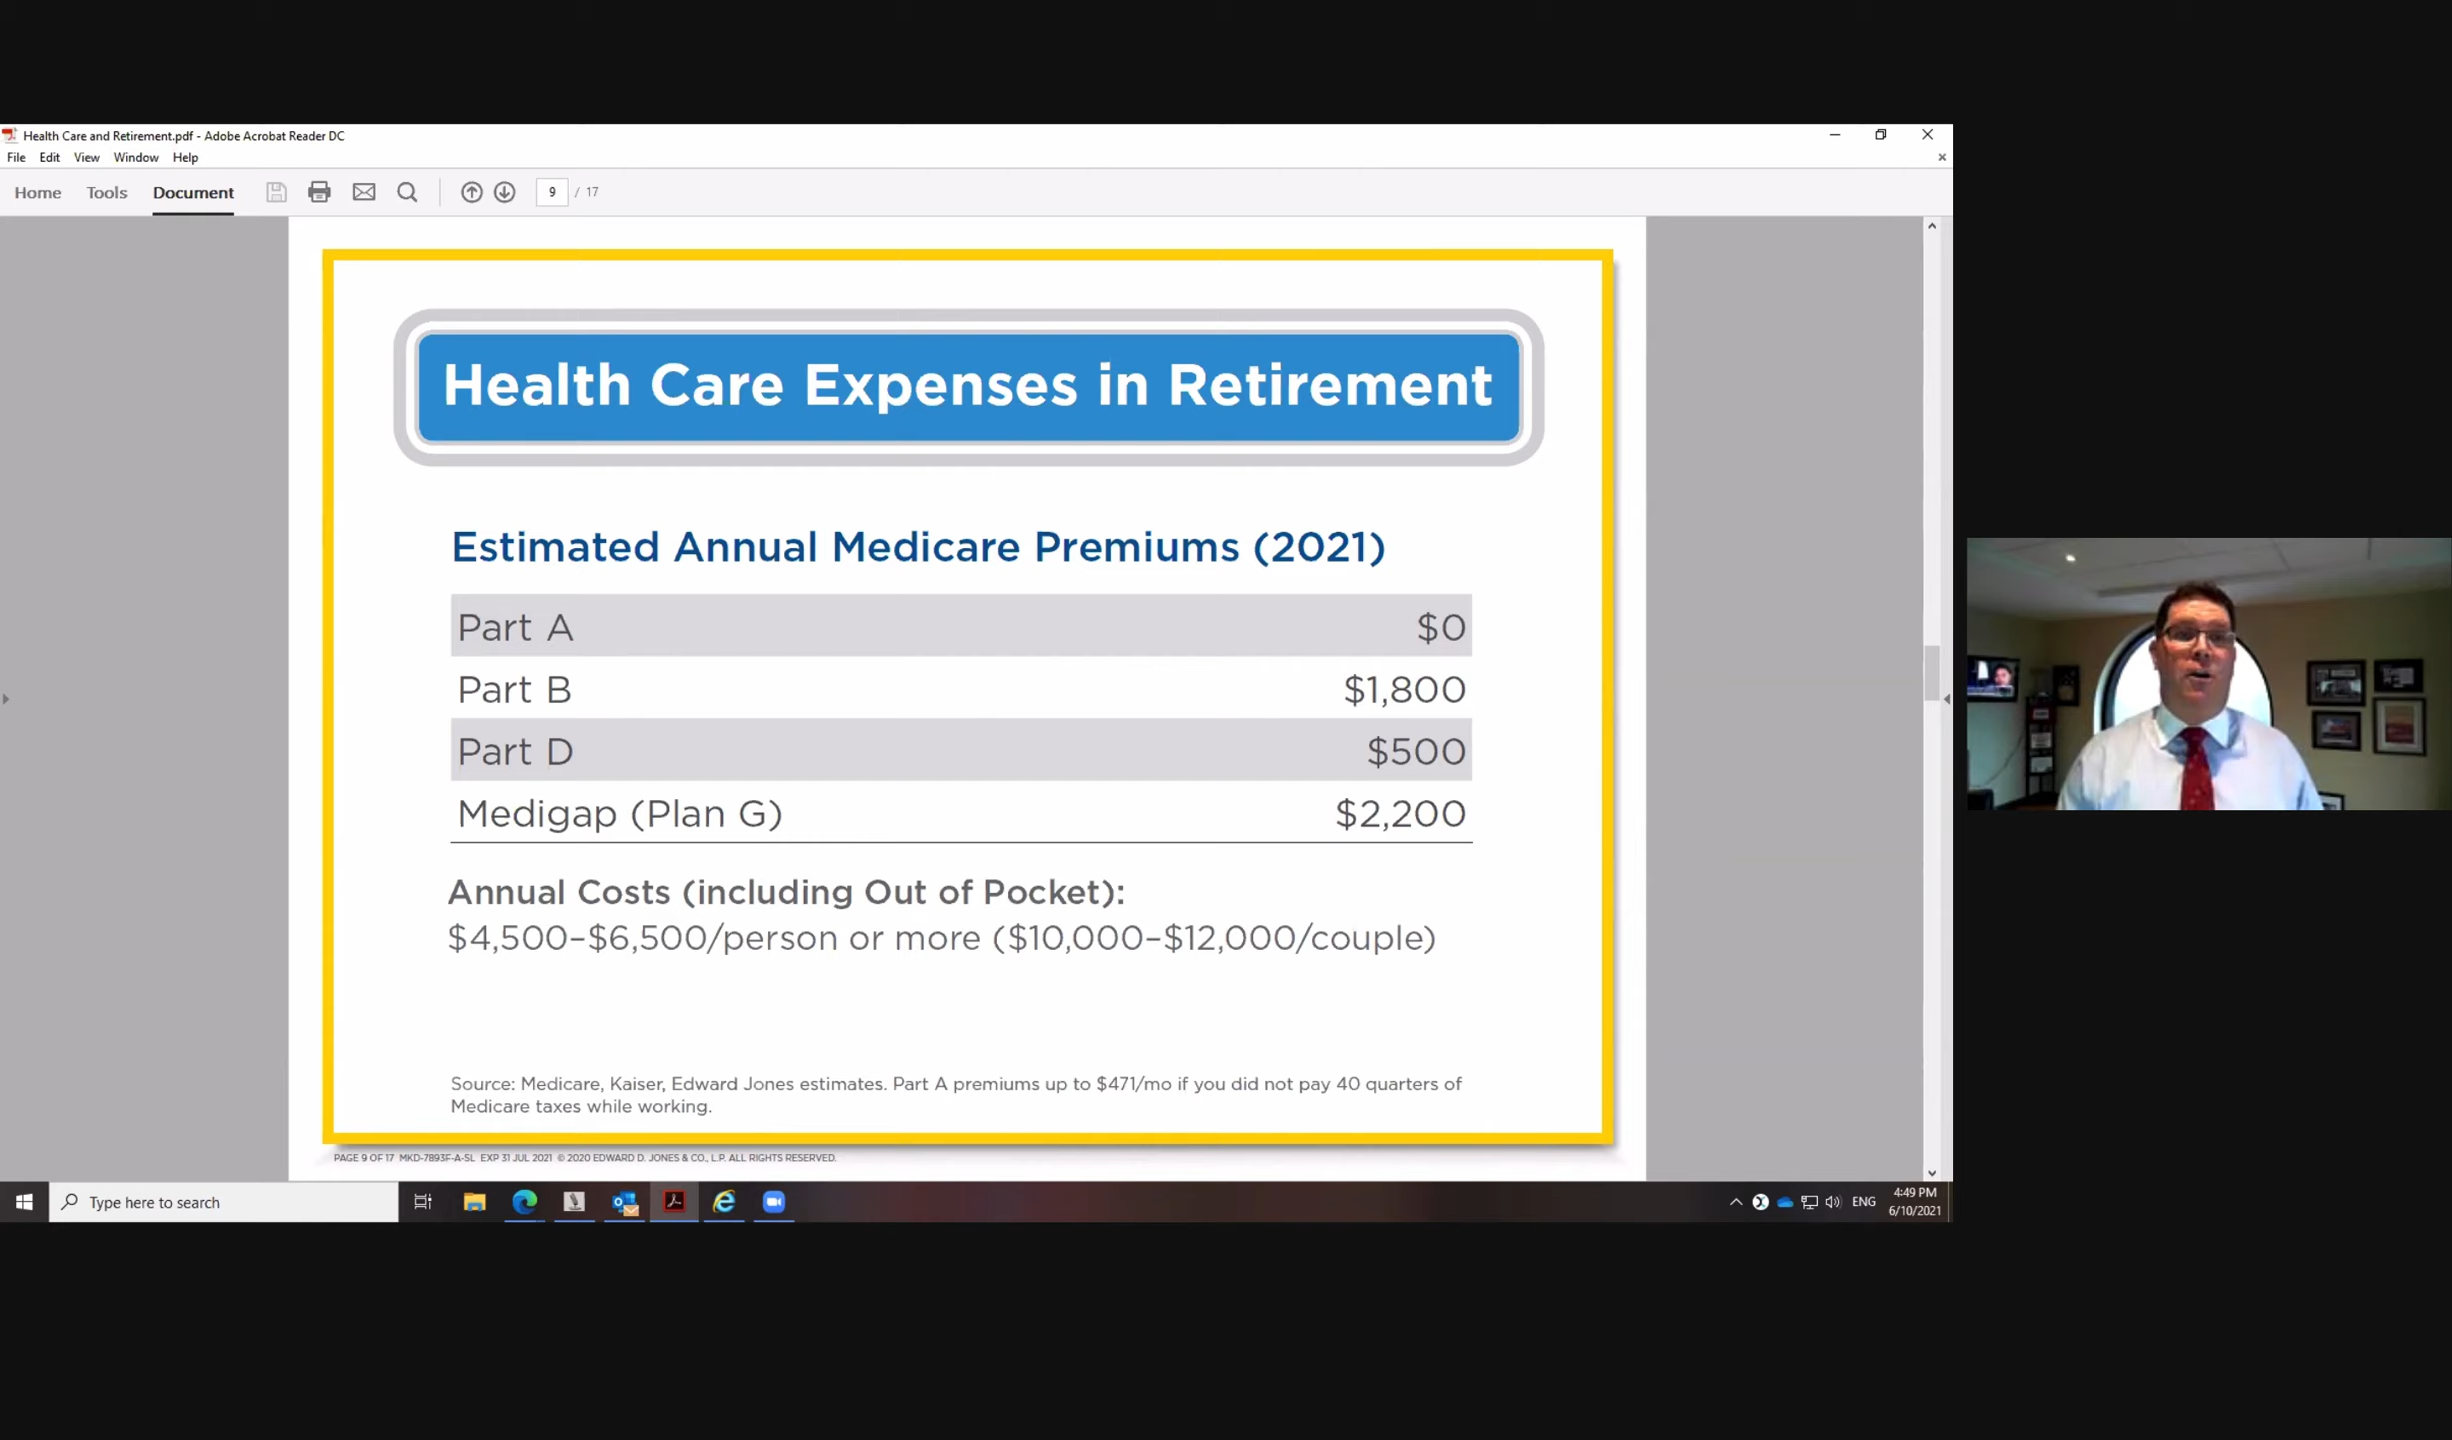 Health Care and Retirement.pdf - Adobe Acrobat Reader DC
File Edit View Window Help
Home Tools Document 9 / 17
Health Care Expenses in Retirement
Estimated Annual Medicare Premiums (2021)
Part A $0
Part B $1,800
Part D $500
Medigap (Plan G) $2,200
Annual Costs (including Out of Pocket):
$4,500–$6,500/person or more ($10,000–$12,000/couple)
Source: Medicare, Kaiser, Edward Jones estimates. Part A premiums up to $471/mo if you did not pay 40 quarters of
Medicare taxes while working.
PAGE 9 OF 17 MKD-7893F-A-SL EXP 31 JUL 2021 © 2020 EDWARD D. JONES & CO., L.P. ALL RIGHTS RESERVED.
Type here to search
ENG
4:49 PM
6/10/2021